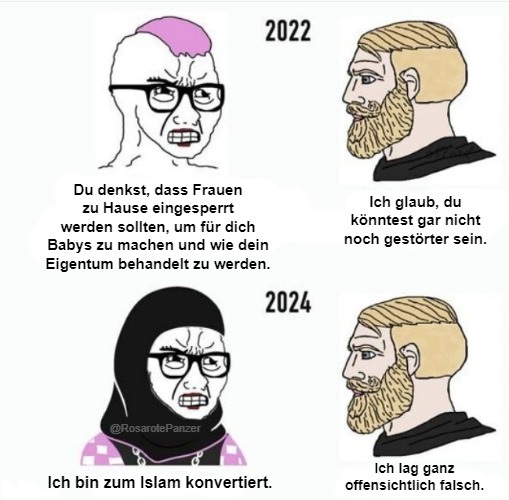 2022
Du denkst, dass Frauen
zu Hause eingesperrt
werden sollten, um für dich
Babys zu machen und wie dein
Eigentum behandelt zu werden.
Ich glaub, du
könntest gar nicht
noch gestörter sein.
2024
@RosarotePanzer
Ich bin zum Islam konvertiert.
Ich lag ganz
offensichtlich falsch.